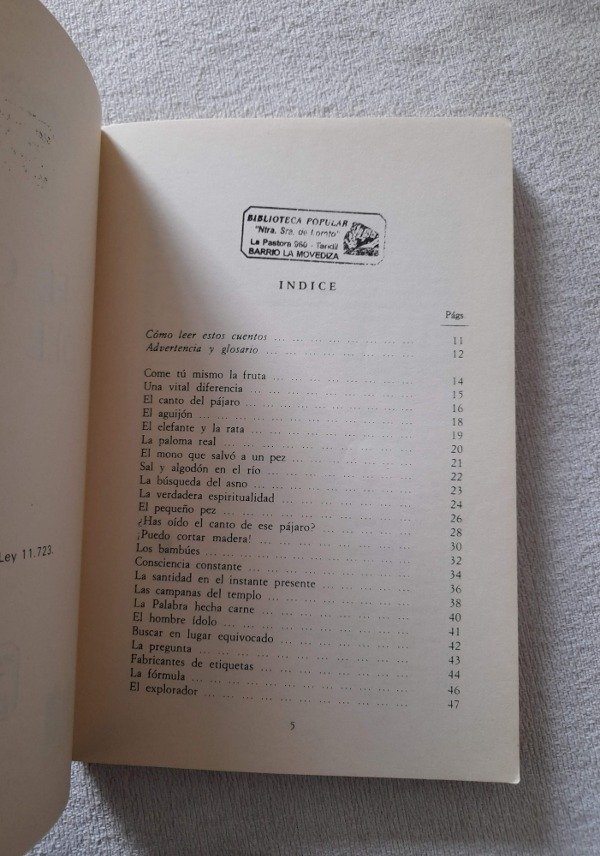 Ley 11.723.
BIBLIOTECA POPULAR
"Ntra. Sra. de Loreto"
La Pastora 960 - Tandil
BARRIO LA MOVEDIZA
INDICE
Págs.
Cómo leer estos cuentos ... 11
Advertencia y glosario ... 12
Come tú mismo la fruta ... 14
Una vital diferencia ... 15
El canto del pájaro ... 16
El aguijón ... 18
El elefante y la rata ... 19
La paloma real ... 20
El mono que salvó a un pez ... 21
Sal y algodón en el río ... 22
La búsqueda del asno ... 23
La verdadera espiritualidad ... 24
El pequeño pez ... 26
¿Has oído el canto de ese pájaro? ... 28
¡Puedo cortar madera! ... 30
Los bambúes ... 32
Consciencia constante ... 34
La santidad en el instante presente ... 36
Las campanas del templo ... 38
La Palabra hecha carne ... 40
El hombre ídolo ... 41
Buscar en lugar equivocado ... 42
La pregunta ... 43
Fabricantes de etiquetas ... 44
La fórmula ... 46
El explorador ... 47
5